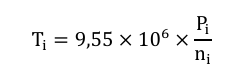 Tᵢ = 9,55 × 10⁶ × Pᵢ/nᵢ